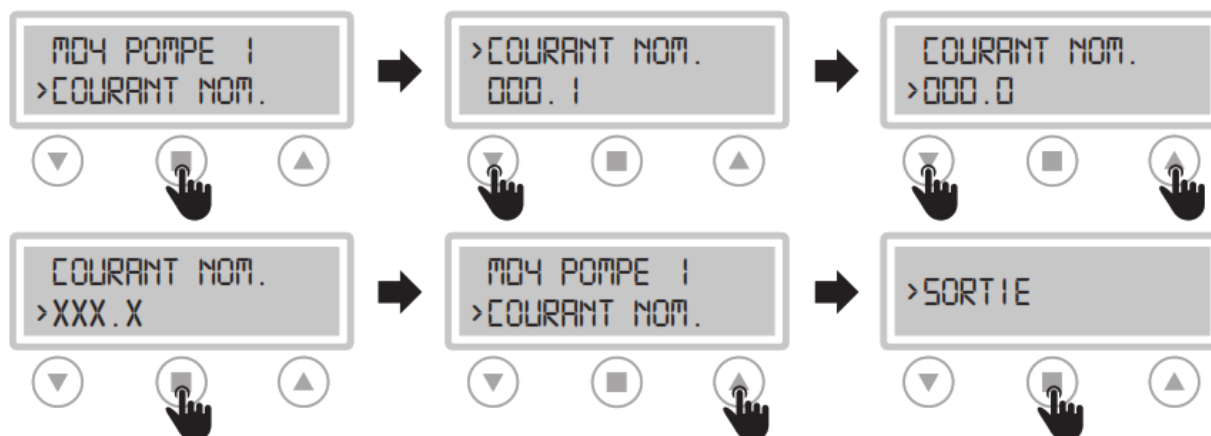 M04 POMPE 1
>COURANT NOM.
>COURANT NOM.
000.1
COURANT NOM.
>000.0
COURANT NOM.
>XXX.X
M04 POMPE 1
>COURANT NOM.
>SORTIE